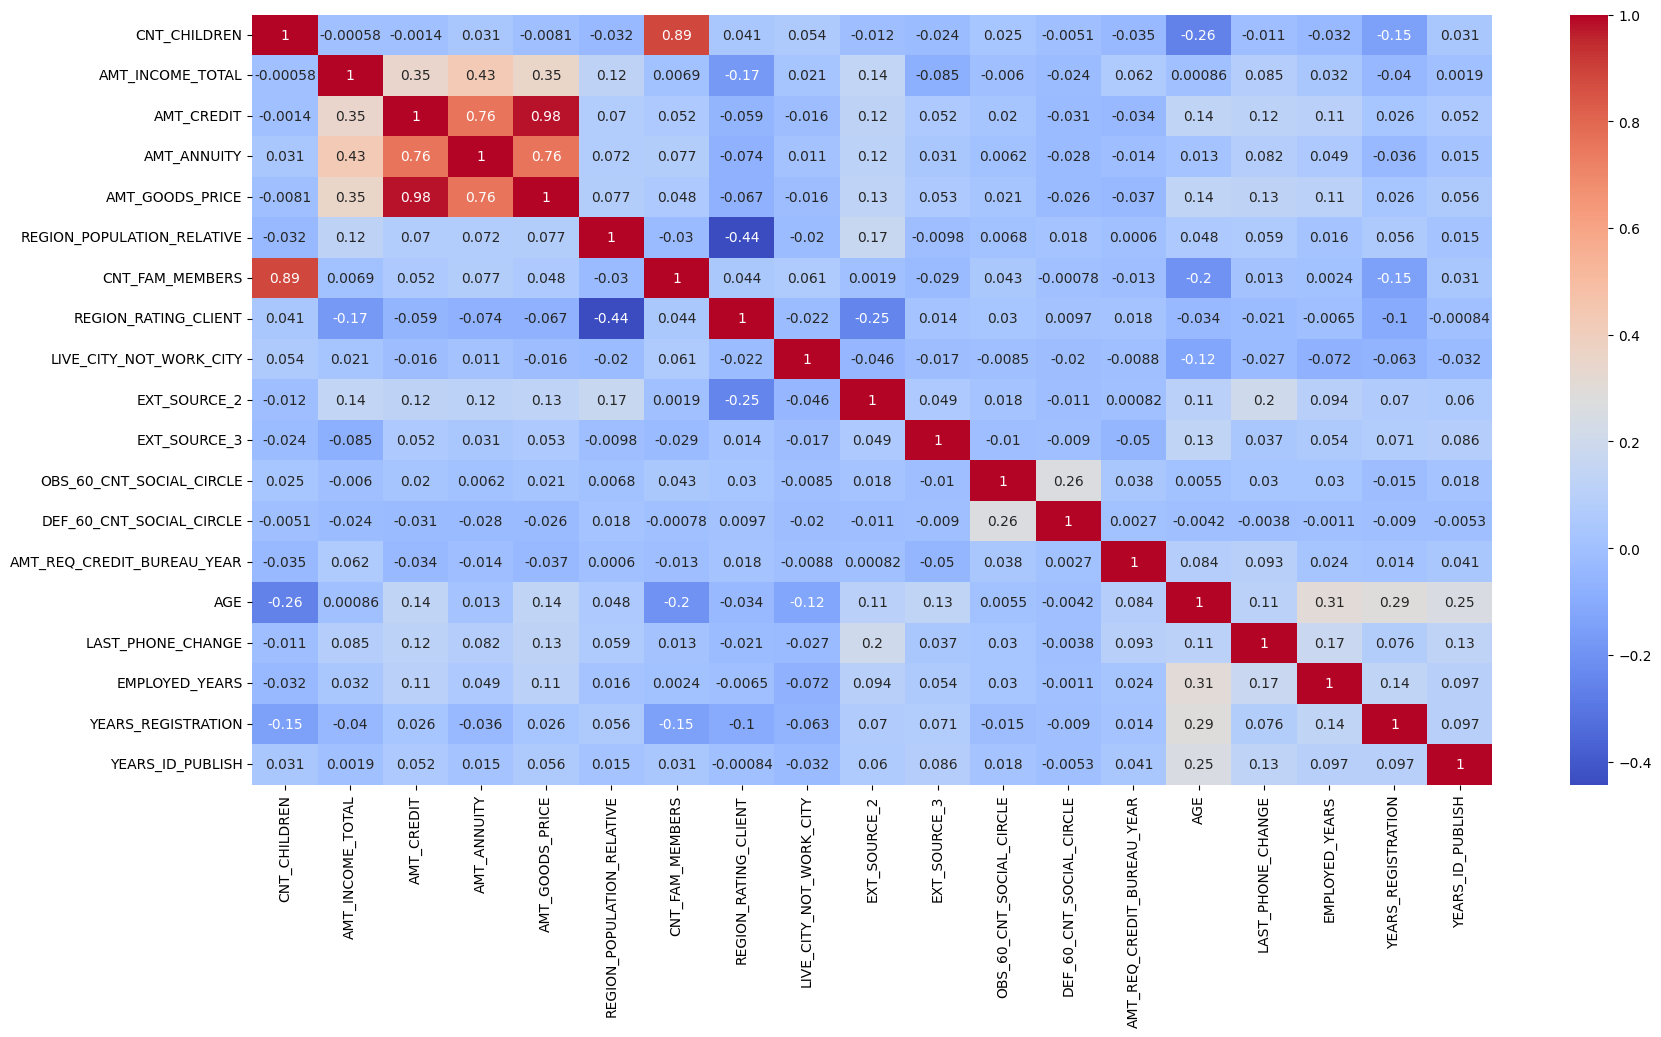 CNT_CHILDREN 1 -0.00058 -0.0014 0.031 -0.0081 -0.032 0.89 0.041 0.054 -0.012 -0.024 0.025 -0.0051 -0.035 -0.26 -0.011 -0.032 -0.15 0.031
AMT_INCOME_TOTAL -0.00058 1 0.35 0.43 0.35 0.12 0.0069 -0.17 0.021 0.14 -0.085 -0.006 -0.024 0.062 0.00086 0.085 0.032 -0.04 0.0019
AMT_CREDIT -0.0014 0.35 1 0.76 0.98 0.07 0.052 -0.059 -0.016 0.12 0.052 0.02 -0.031 -0.034 0.14 0.12 0.11 0.026 0.052
AMT_ANNUITY 0.031 0.43 0.76 1 0.76 0.072 0.077 -0.074 0.011 0.12 0.031 0.0062 -0.028 -0.014 0.013 0.082 0.049 -0.036 0.015
AMT_GOODS_PRICE -0.0081 0.35 0.98 0.76 1 0.077 0.048 -0.067 -0.016 0.13 0.053 0.021 -0.026 -0.037 0.14 0.13 0.11 0.026 0.056
REGION_POPULATION_RELATIVE -0.032 0.12 0.07 0.072 0.077 1 -0.03 -0.44 -0.02 0.17 -0.0098 0.0068 0.018 0.0006 0.048 0.059 0.016 0.056 0.015
CNT_FAM_MEMBERS 0.89 0.0069 0.052 0.077 0.048 -0.03 1 0.044 0.061 0.0019 -0.029 0.043 -0.00078 -0.013 -0.2 0.013 0.0024 -0.15 0.031
REGION_RATING_CLIENT 0.041 -0.17 -0.059 -0.074 -0.067 -0.44 0.044 1 -0.022 -0.25 0.014 0.03 0.0097 0.018 -0.034 -0.021 -0.0065 -0.1 -0.00084
LIVE_CITY_NOT_WORK_CITY 0.054 0.021 -0.016 0.011 -0.016 -0.02 0.061 -0.022 1 -0.046 -0.017 -0.0085 -0.02 -0.0088 -0.12 -0.027 -0.072 -0.063 -0.032
EXT_SOURCE_2 -0.012 0.14 0.12 0.12 0.13 0.17 0.0019 -0.25 -0.046 1 0.049 0.018 -0.011 0.00082 0.11 0.2 0.094 0.07 0.06
EXT_SOURCE_3 -0.024 -0.085 0.052 0.031 0.053 -0.0098 -0.029 0.014 -0.017 0.049 1 -0.01 -0.009 -0.05 0.13 0.037 0.054 0.071 0.086
OBS_60_CNT_SOCIAL_CIRCLE 0.025 -0.006 0.02 0.0062 0.021 0.0068 0.043 0.03 -0.0085 0.018 -0.01 1 0.26 0.038 0.0055 0.03 0.03 -0.015 0.018
DEF_60_CNT_SOCIAL_CIRCLE -0.0051 -0.024 -0.031 -0.028 -0.026 0.018 -0.00078 0.0097 -0.02 -0.011 -0.009 0.26 1 0.0027 -0.0042 -0.0038 -0.0011 -0.009 -0.0053
AMT_REQ_CREDIT_BUREAU_YEAR -0.035 0.062 -0.034 -0.014 -0.037 0.0006 -0.013 0.018 -0.0088 0.00082 -0.05 0.038 0.0027 1 0.084 0.093 0.024 0.014 0.041
AGE -0.26 0.00086 0.14 0.013 0.14 0.048 -0.2 -0.034 -0.12 0.11 0.13 0.0055 -0.0042 0.084 1 0.11 0.31 0.29 0.25
LAST_PHONE_CHANGE -0.011 0.085 0.12 0.082 0.13 0.059 0.013 -0.021 -0.027 0.2 0.037 0.03 -0.0038 0.093 0.11 1 0.17 0.076 0.13
EMPLOYED_YEARS -0.032 0.032 0.11 0.049 0.11 0.016 0.0024 -0.0065 -0.072 0.094 0.054 0.03 -0.0011 0.024 0.31 0.17 1 0.14 0.097
YEARS_REGISTRATION -0.15 -0.04 0.026 -0.036 0.026 0.056 -0.15 -0.1 -0.063 0.07 0.071 -0.015 -0.009 0.014 0.29 0.076 0.14 1 0.097
YEARS_ID_PUBLISH 0.031 0.0019 0.052 0.015 0.056 0.015 0.031 -0.00084 -0.032 0.06 0.086 0.018 -0.0053 0.041 0.25 0.13 0.097 0.097 1
CNT_CHILDREN
AMT_INCOME_TOTAL
AMT_CREDIT
AMT_ANNUITY
AMT_GOODS_PRICE
REGION_POPULATION_RELATIVE
CNT_FAM_MEMBERS
REGION_RATING_CLIENT
LIVE_CITY_NOT_WORK_CITY
EXT_SOURCE_2
EXT_SOURCE_3
OBS_60_CNT_SOCIAL_CIRCLE
DEF_60_CNT_SOCIAL_CIRCLE
AMT_REQ_CREDIT_BUREAU_YEAR
AGE
LAST_PHONE_CHANGE
EMPLOYED_YEARS
YEARS_REGISTRATION
YEARS_ID_PUBLISH
1.0
0.8
0.6
0.4
0.2
0.0
−0.2
−0.4